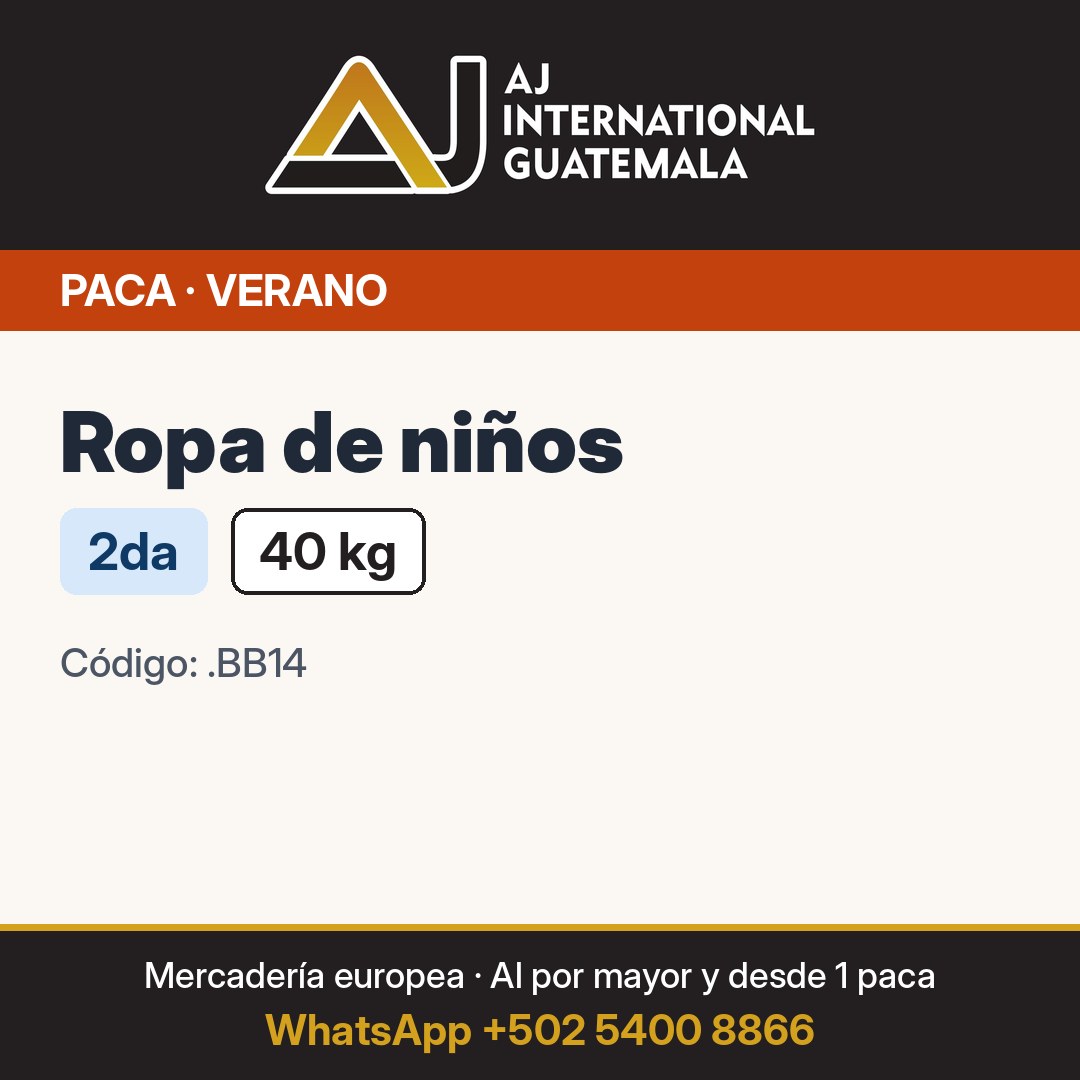 AJ
AJ
INTERNATIONAL
GUATEMALA
PACA · VERANO
Ropa de niños
2da
40 kg
Código: .BB14
Mercadería europea · Al por mayor y desde 1 paca
WhatsApp +502 5400 8866